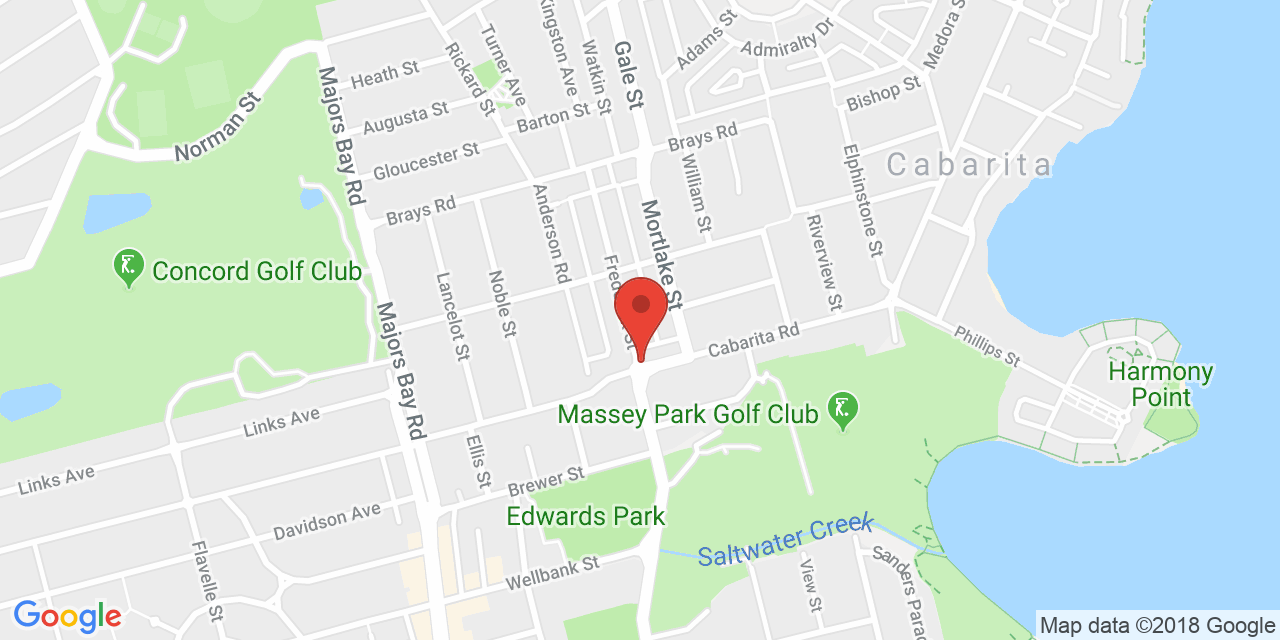 Adams St
Admiralty Dr
Medora S
Kingston Ave
Watkin St
Gale St
Turner Ave
Rickard St
Heath St
Majors Bay Rd
Bishop St
Augusta St
Barton St
Norman St
Gloucester St
Brays Rd
William St
Elphinstone St
Cabarita
Brays Rd
Anderson Rd
Mortlake St
Riverview St
Concord Golf Club
Lancelot St
Noble St
Majors Bay Rd
Cabarita Rd
Phillips St
Harmony
Point
Massey Park Golf Club
Links Ave
Ellis St
Links Ave
Brewer St
Davidson Ave
Edwards Park
Saltwater Creek
Flavelle St
Wellbank St
View St
Sanders Parad
Google
Map data ©2018 Google